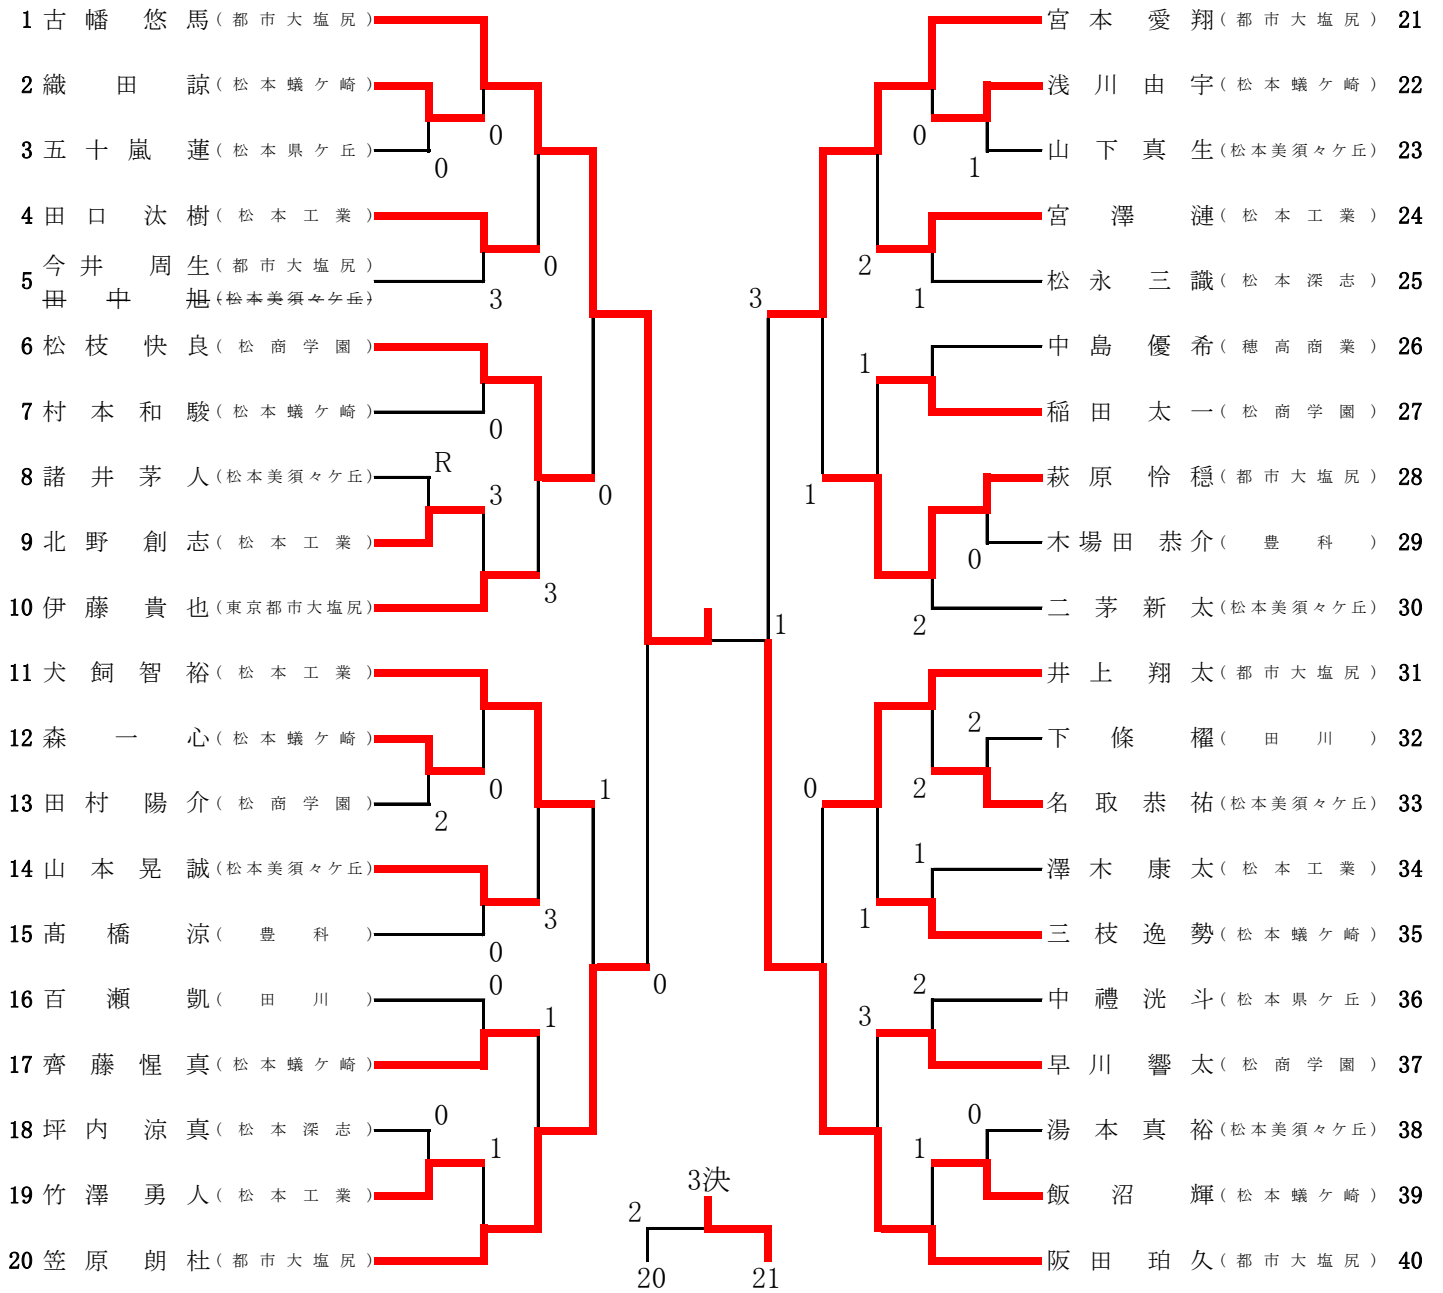 1 古幡 悠馬 (都市大塩尻)
2 織田 諒 (松本蟻ケ崎)
3 五十嵐 蓮 (松本県ケ丘)
4 田口 汰樹 (松本工業)
5 今井 周生 (都市大塩尻)
田中 旭 (松本美須々ケ丘)
6 松枝 快良 (松商学園)
7 村本 和駿 (松本蟻ケ崎)
8 諸井 茅人 (松本美須々ケ丘)
9 北野 創志 (松本工業)
10 伊藤 貴也 (東京都市大塩尻)
11 犬飼 智裕 (松本工業)
12 森 一心 (松本蟻ケ崎)
13 田村 陽介 (松商学園)
14 山本 晃誠 (松本美須々ケ丘)
15 髙橋 涼 (豊科)
16 百瀬 凱 (田川)
17 齊藤 惺真 (松本蟻ケ崎)
18 坪内 涼真 (松本深志)
19 竹澤 勇人 (松本工業)
20 笠原 朗杜 (都市大塩尻)
0
0
0
3
0
R
3
3
0
0
2
1
3
0
0
1
0
0
1
3
1
3決
2
20 21
0
1
2
1
1
1
0
2
2
0
2
1
1
2
3
0
1
宮本 愛翔 (都市大塩尻) 21
浅川 由宇 (松本蟻ケ崎) 22
山下 真生 (松本美須々ケ丘) 23
宮澤 漣 (松本工業) 24
松永 三識 (松本深志) 25
中島 優希 (穂高商業) 26
稲田 太一 (松商学園) 27
萩原 怜穏 (都市大塩尻) 28
木場田 恭介 (豊科) 29
二茅 新太 (松本美須々ケ丘) 30
井上 翔太 (都市大塩尻) 31
下條 櫂 (田川) 32
名取 恭祐 (松本美須々ケ丘) 33
澤木 康太 (松本工業) 34
三枝 逸勢 (松本蟻ケ崎) 35
中禮 洸斗 (松本県ケ丘) 36
早川 響太 (松商学園) 37
湯本 真裕 (松本美須々ケ丘) 38
飯沼 輝 (松本蟻ケ崎) 39
阪田 珀久 (都市大塩尻) 40